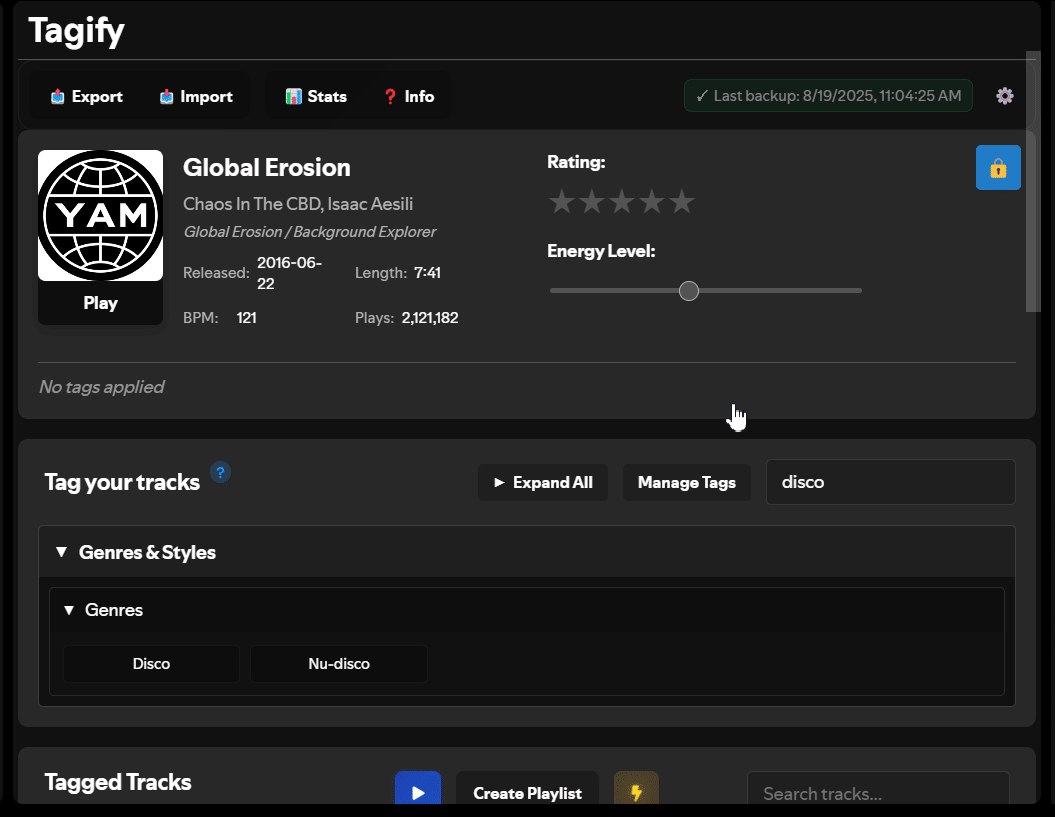 Tagify
Export Import Stats Info ✓ Last backup: 8/19/2025, 11:04:25 AM
YAM
Play
Global Erosion
Chaos In The CBD, Isaac Aesili
Global Erosion / Background Explorer
Released: 2016-06-
22
Length: 7:41
BPM: 121
Plays: 2,121,182
Rating:
Energy Level:
No tags applied
Tag your tracks ?
► Expand All Manage Tags disco
▼ Genres & Styles
▼ Genres
Disco Nu-disco
Tagged Tracks Create Playlist Search tracks...